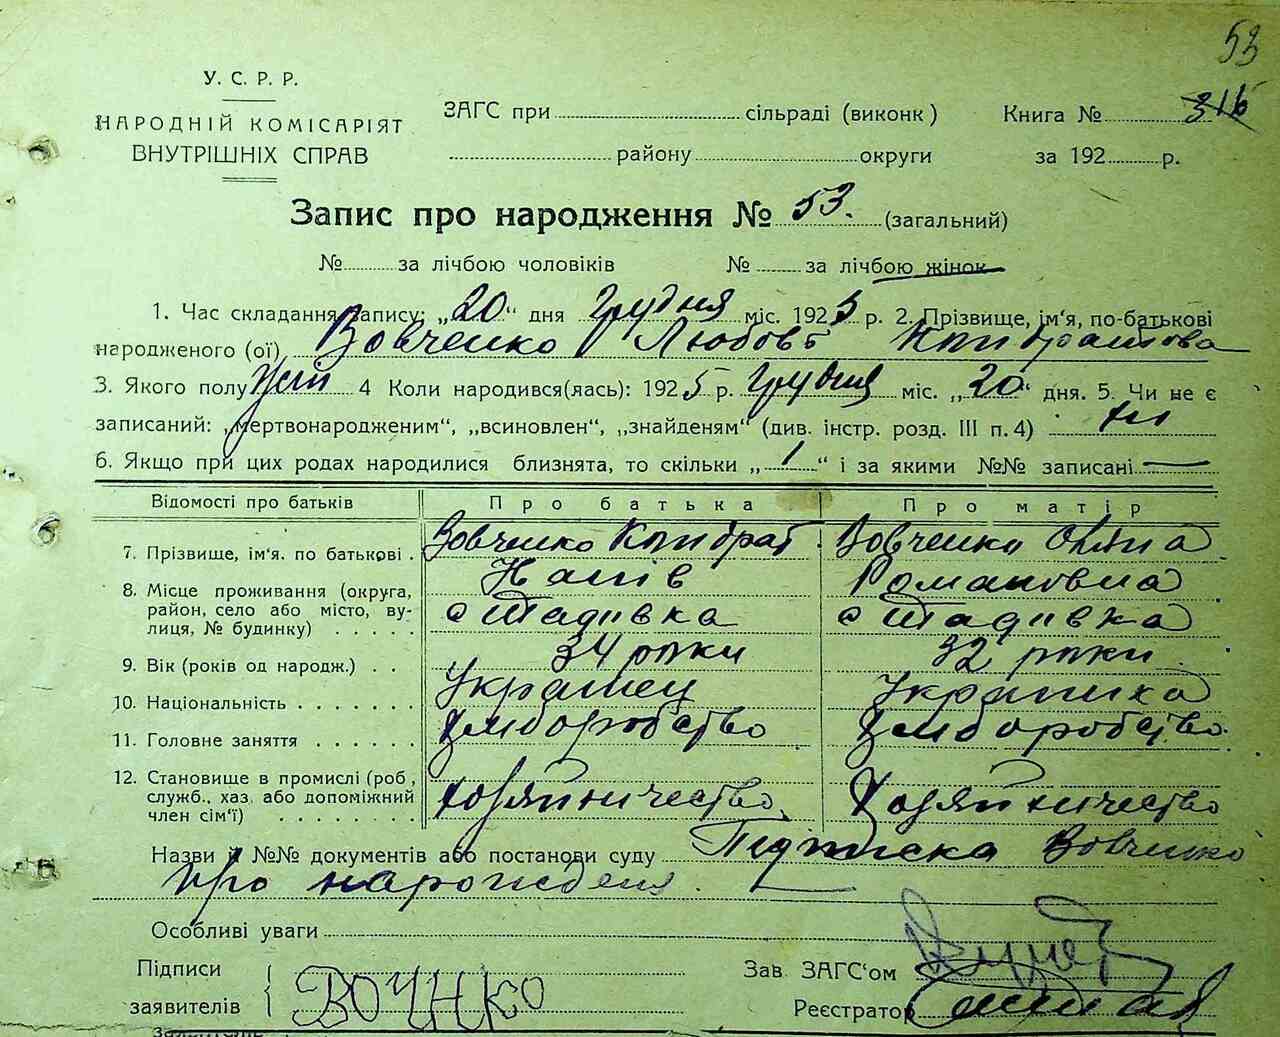 53
У. С. Р. Р.
НАРОДНІЙ КОМІСАРІЯТ
ВНУТРІШНІХ СПРАВ
ЗАГС при сільраді (виконк)
Книга № 316
району округи
за 192 р.
Запис про народження № 53. (загальний)
№ за лічбою чоловіків № за лічбою жінок
1. Час складання запису: „20“ дня грудня міс. 1925 р. 2. Прізвище, ім'я, по-батькові
народженого (ої) Вовченко Любовь Кондратова
3. Якого полу жен 4 Коли народився(лась): 1925 р. грудня міс. „20“ дня. 5. Чи не є
записаний: „мертвонародженим“, „всиновлен“, „знайденям“ (див. інстр. розд. III п. 4) ні
6. Якщо при цих родах народилися близнята, то скільки „1“ і за якими №№ записані —
Відомості про батьків Про батька Про матір
7. Прізвище, ім'я. по батькові . Вовченко Кондрат Вовченко
Романовна
8. Місце проживання (округа, район, село або місто, вулиця, № будинку) . . . . . с с
9. Вік (років од народж.) . . 34 роки 32 роки
10. Національність . . . . . . . Українец Українка
11. Головне заняття . . . . . . Хліборобство Хліборобство
12. Становище в промислі (роб, служб., хаз. або допоміжний член сім'ї) . . . . . . . . Хозяйничество Хозяйничество
Назви й №№ документів або постанови суду Підписка Вовченко
про народженя.
Особливі уваги
Підписи
заявителів ВОЧНКО
Зав. ЗАГС'ом
Реєстратор